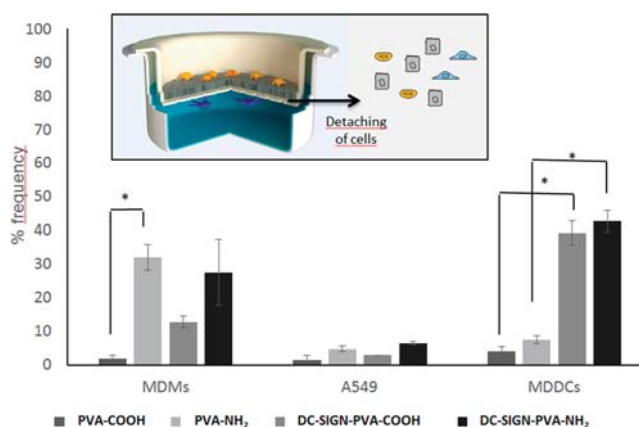 100
90
80
70
60
50
40
30
20
10
0
% frequency
Detaching
of cells
*
*
*
MDMs A549 MDDCs
PVA-COOH PVA-NH₂ DC-SIGN-PVA-COOH DC-SIGN-PVA-NH₂